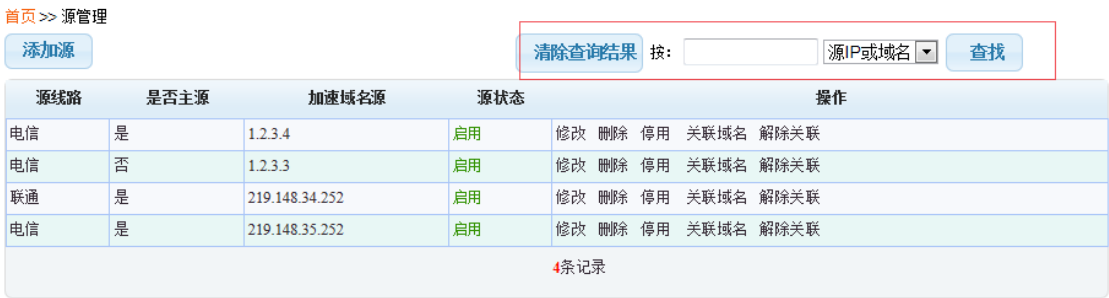 首页 >> 源管理
添加源 清除查询结果 按： 源IP或域名 查找
源线路 是否主源 加速域名源 源状态 操作
电信 是 1.2.3.4 启用 修改 删除 停用 关联域名 解除关联
电信 否 1.2.3.3 启用 修改 删除 停用 关联域名 解除关联
联通 是 219.148.34.252 启用 修改 删除 停用 关联域名 解除关联
电信 是 219.148.35.252 启用 修改 删除 停用 关联域名 解除关联
4条记录